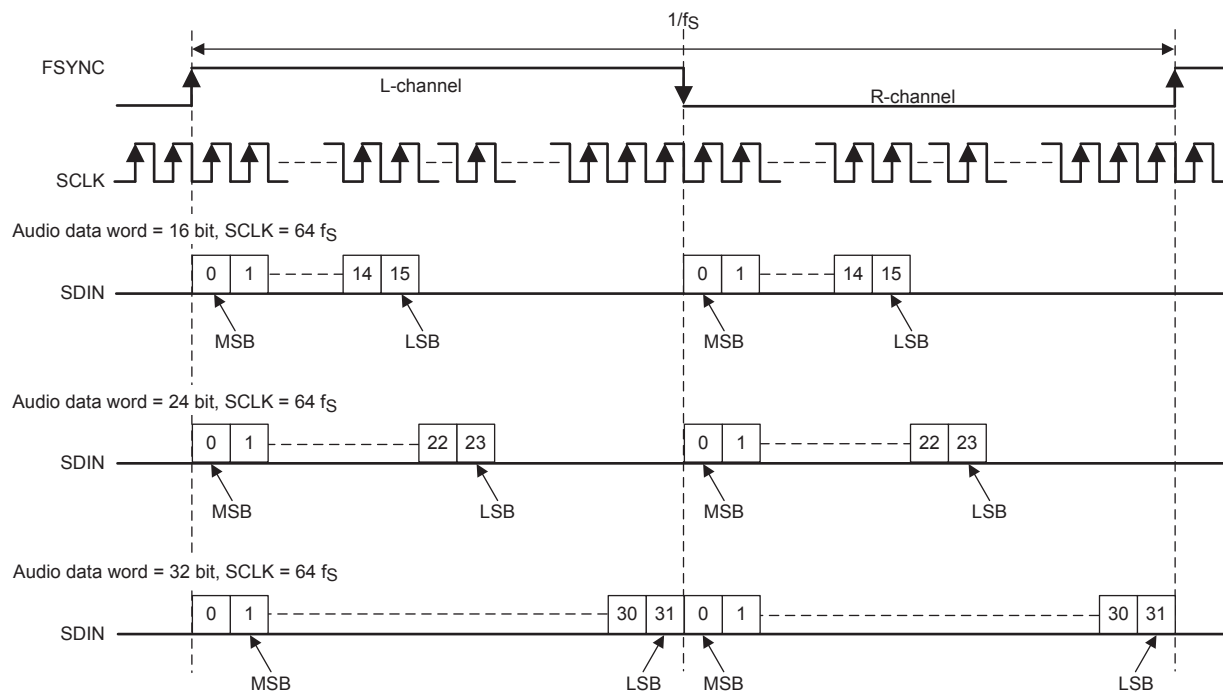 1/fS
FSYNC
L-channel
R-channel
SCLK
Audio data word = 16 bit, SCLK = 64 fS
SDIN
0 1 14 15 0 1 14 15
MSB LSB MSB LSB
Audio data word = 24 bit, SCLK = 64 fS
SDIN
0 1 22 23 0 1 22 23
MSB LSB MSB LSB
Audio data word = 32 bit, SCLK = 64 fS
SDIN
0 1 30 31 0 1 30 31
MSB LSB MSB LSB